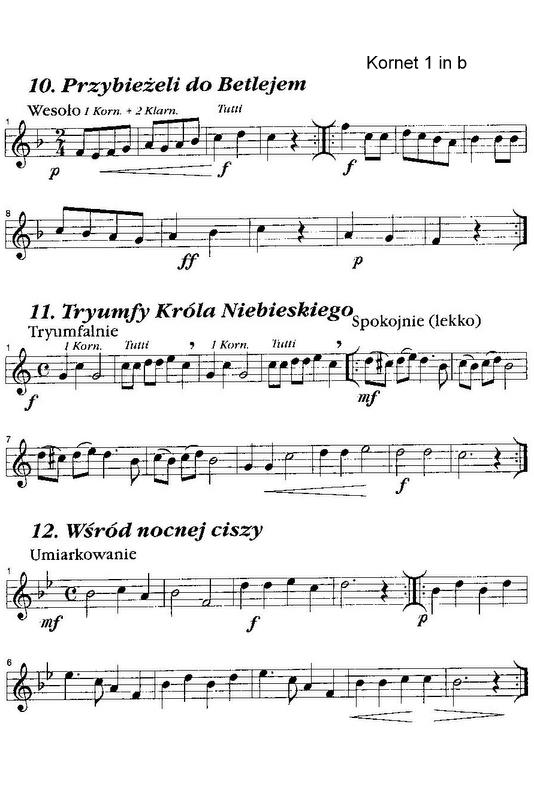 Kornet 1 in b
10. Przybieżeli do Betlejem
Wesoło 1 Korn. + 2 Klarn. Tutti
1
2
4
p f f
8
ff p
11. Tryumfy Króla Niebieskiego
Spokojnie (lekko)
Tryumfalnie
1 1 Korn. Tutti 1 Korn. Tutti
f mf
7
f
12. Wśród nocnej ciszy
Umiarkowanie
1
mf f p
6